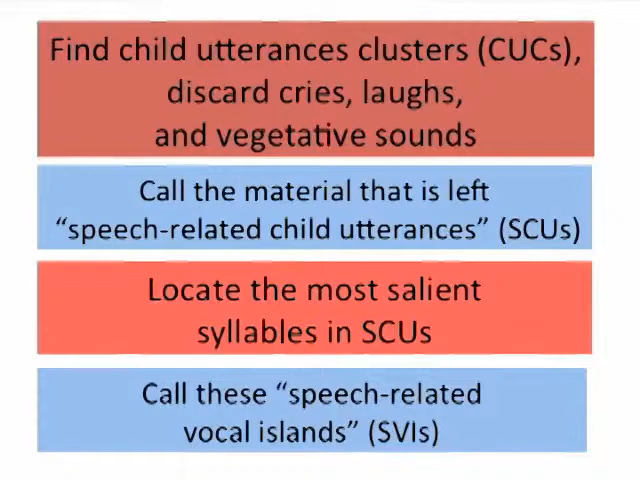 Find child utterances clusters (CUCs),
discard cries, laughs,
and vegetative sounds
Call the material that is left
“speech-related child utterances” (SCUs)
Locate the most salient
syllables in SCUs
Call these “speech-related
vocal islands” (SVIs)